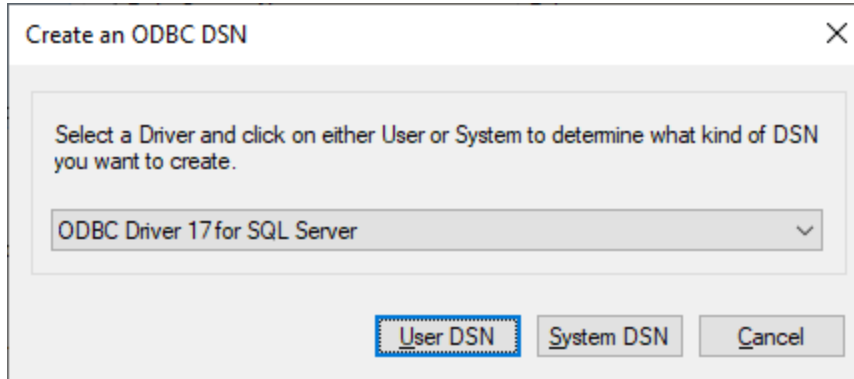 Create an ODBC DSN
Select a Driver and click on either User or System to determine what kind of DSN
you want to create.
ODBC Driver 17 for SQL Server
User DSN System DSN Cancel